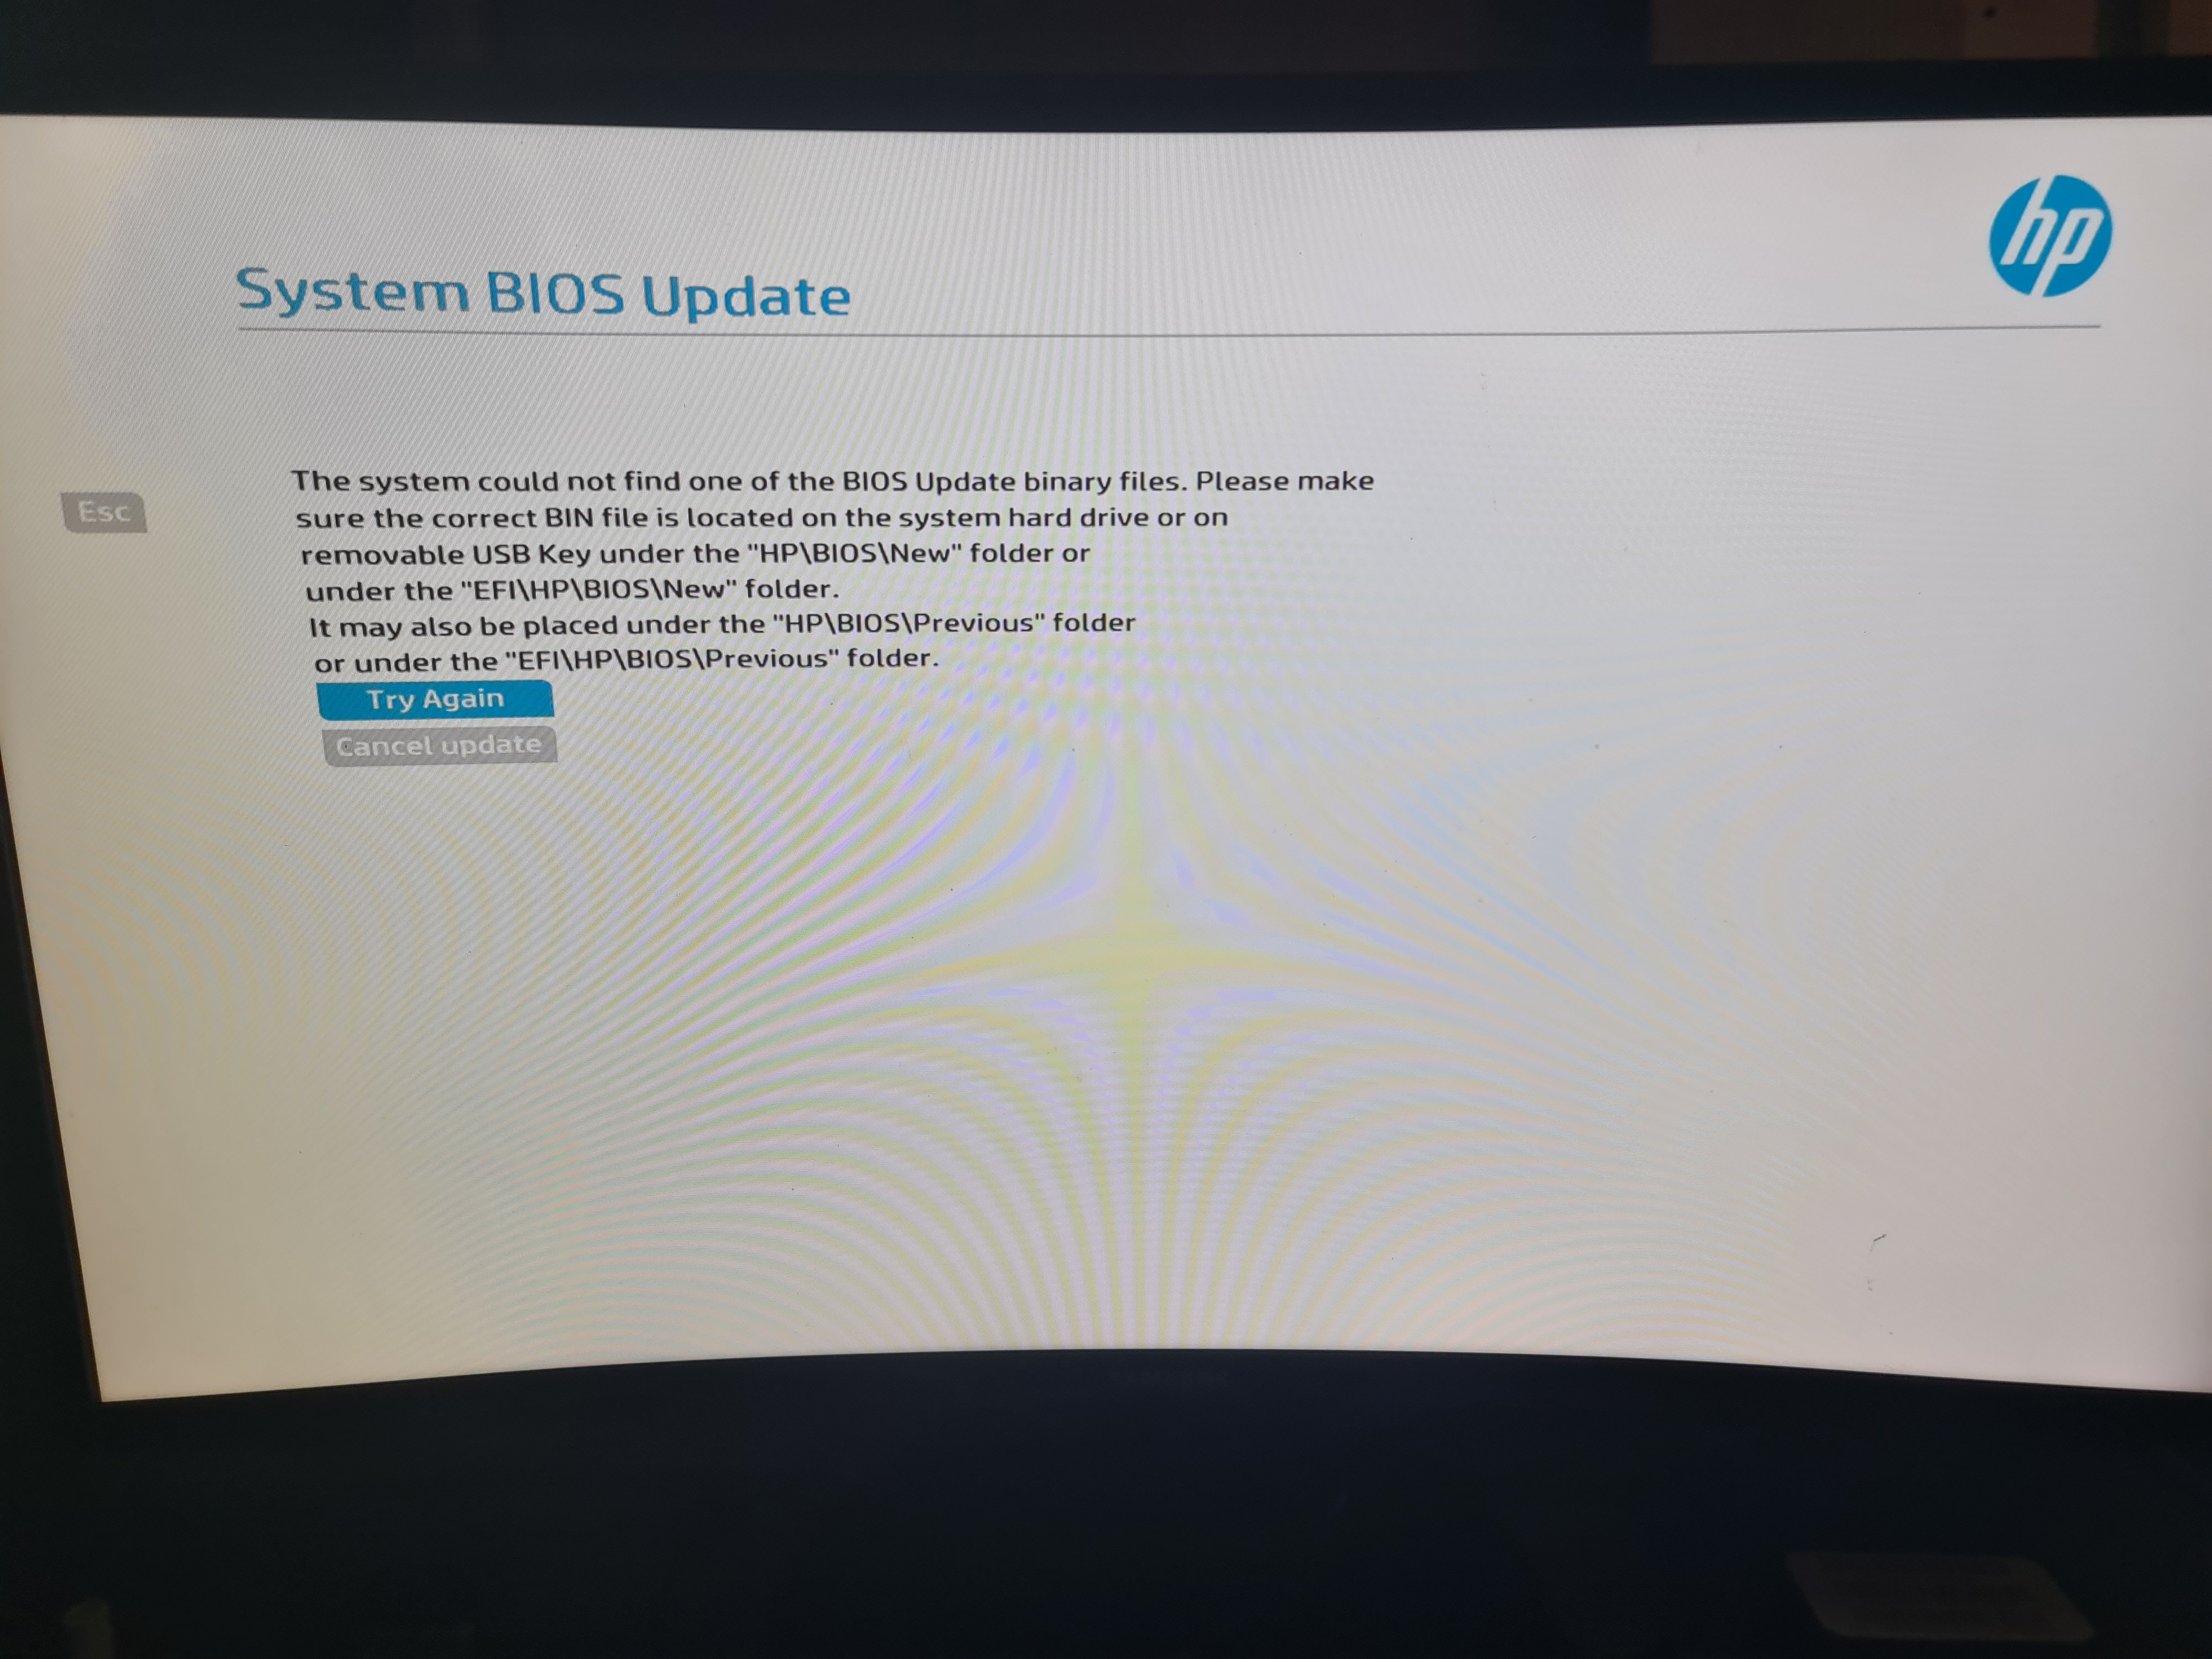 hp
System BIOS Update
Esc
The system could not find one of the BIOS Update binary files. Please make
sure the correct BIN file is located on the system hard drive or on
removable USB Key under the "HP\BIOS\New" folder or
under the "EFI\HP\BIOS\New" folder.
It may also be placed under the "HP\BIOS\Previous" folder
or under the "EFI\HP\BIOS\Previous" folder.
Try Again
Cancel update